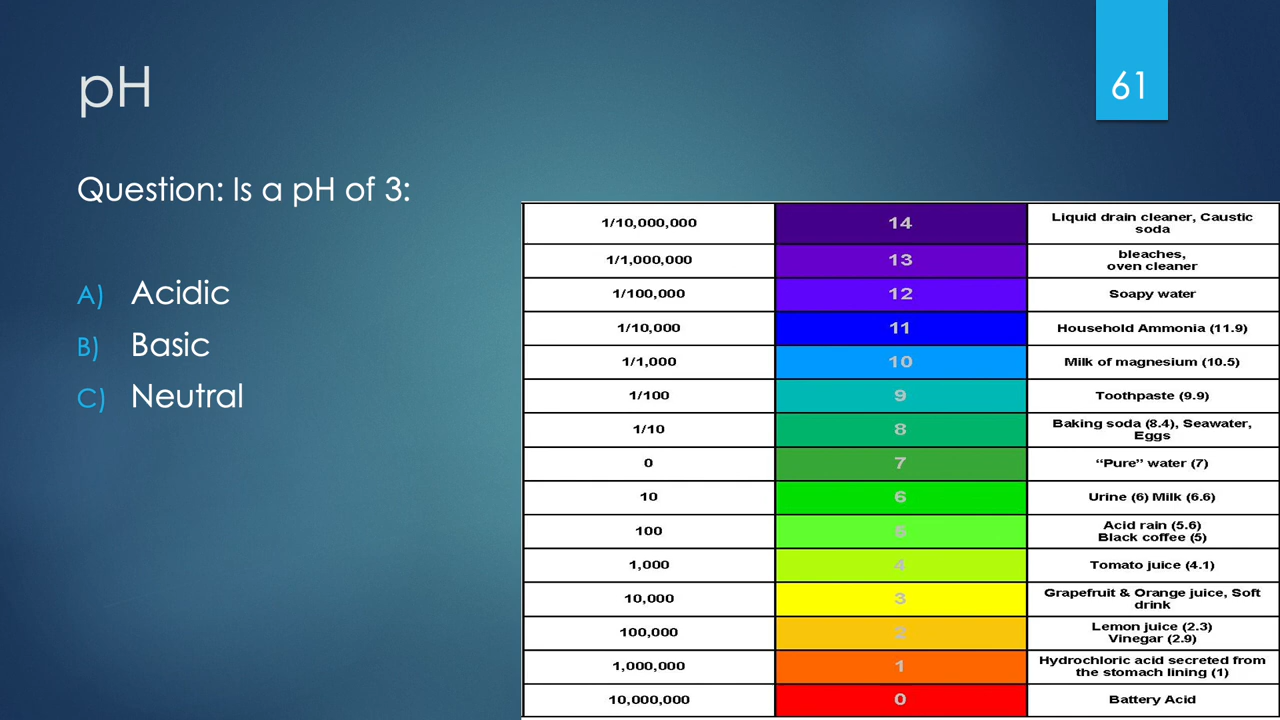 pH
61
Question: Is a pH of 3:
A) Acidic
B) Basic
C) Neutral
1/10,000,000 14 Liquid drain cleaner, Caustic
soda
1/1,000,000 13 bleaches,
oven cleaner
1/100,000 12 Soapy water
1/10,000 11 Household Ammonia (11.9)
1/1,000 10 Milk of magnesium (10.5)
1/100 9 Toothpaste (9.9)
1/10 8 Baking soda (8.4), Seawater,
Eggs
0 7 “Pure” water (7)
10 6 Urine (6) Milk (6.6)
100 5 Acid rain (5.6)
Black coffee (5)
1,000 4 Tomato juice (4.1)
10,000 3 Grapefruit & Orange juice, Soft
drink
100,000 2 Lemon juice (2.3)
Vinegar (2.9)
1,000,000 1 Hydrochloric acid secreted from
the stomach lining (1)
10,000,000 0 Battery Acid